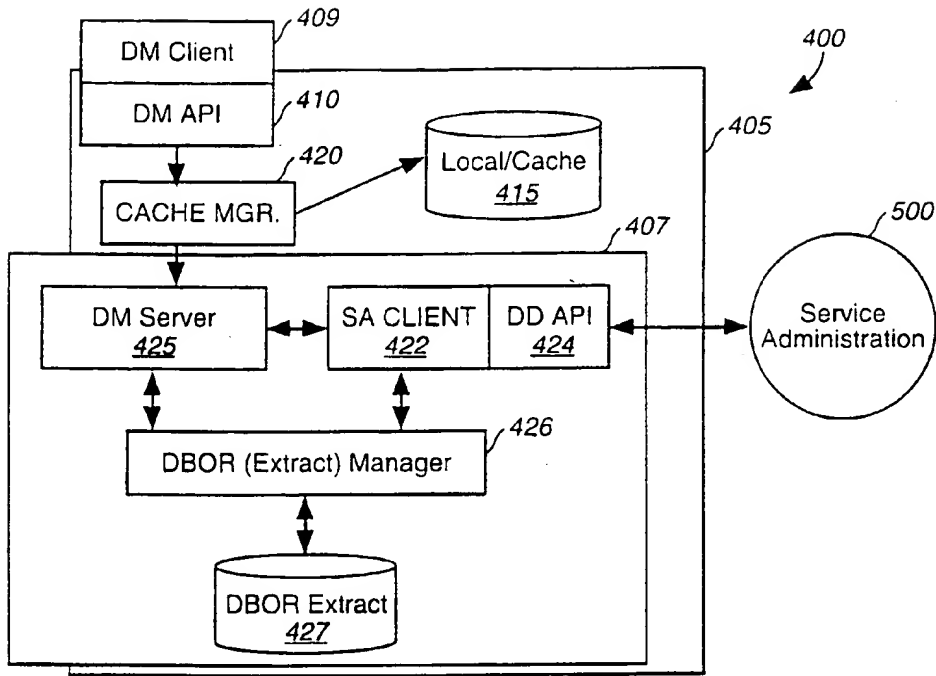 409
DM Client
400
DM API
410
405
420
Local/Cache
415
CACHE MGR.
500
407
DM Server
425
SA CLIENT
422
DD API
424
Service
Administration
426
DBOR (Extract) Manager
DBOR Extract
427